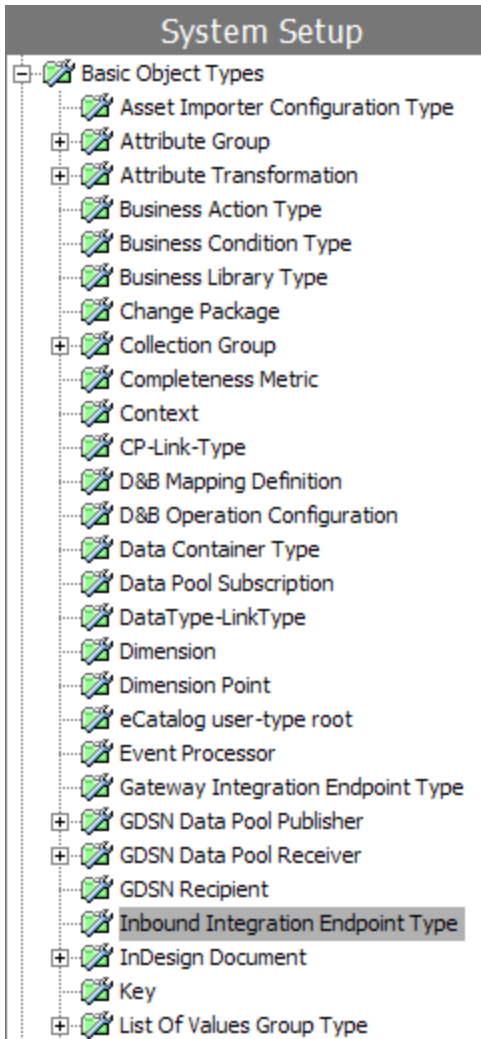 System Setup
Basic Object Types
Asset Importer Configuration Type
Attribute Group
Attribute Transformation
Business Action Type
Business Condition Type
Business Library Type
Change Package
Collection Group
Completeness Metric
Context
CP-Link-Type
D&B Mapping Definition
D&B Operation Configuration
Data Container Type
Data Pool Subscription
DataType-LinkType
Dimension
Dimension Point
eCatalog user-type root
Event Processor
Gateway Integration Endpoint Type
GDSN Data Pool Publisher
GDSN Data Pool Receiver
GDSN Recipient
Inbound Integration Endpoint Type
InDesign Document
Key
List Of Values Group Type